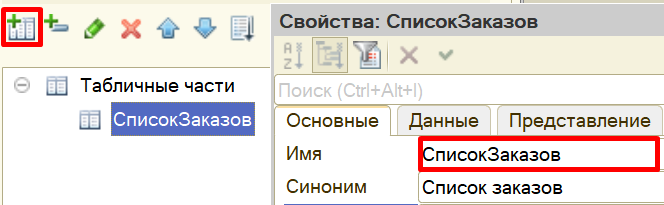 Табличные части
СписокЗаказов
Свойства: СписокЗаказов
Поиск (Ctrl+Alt+I)
Основные Данные Представление
Имя СписокЗаказов
Синоним Список заказов